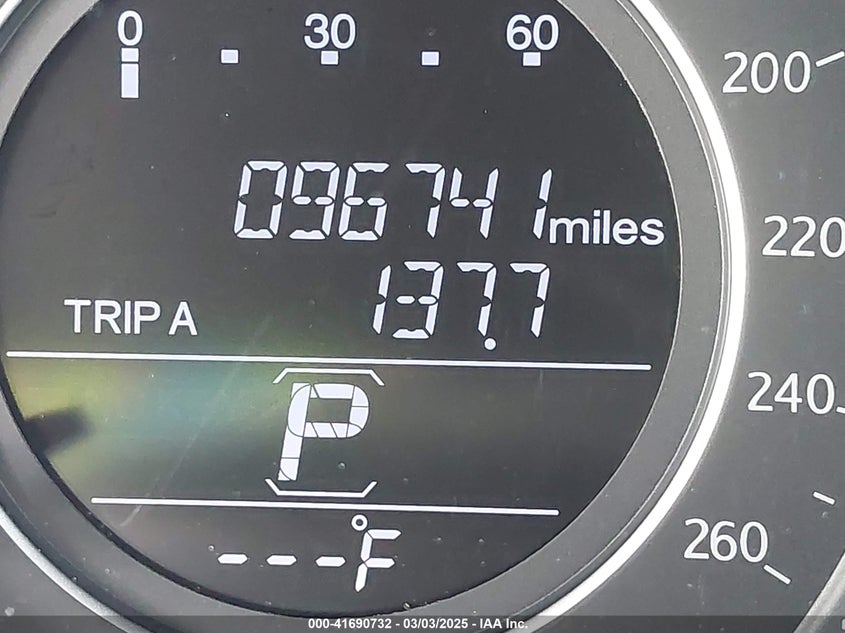 0 30 60
200
096741 miles
220
TRIP A 137.7
240
P
260
---°F
000-41690732 - 03/03/2025 - IAA Inc.